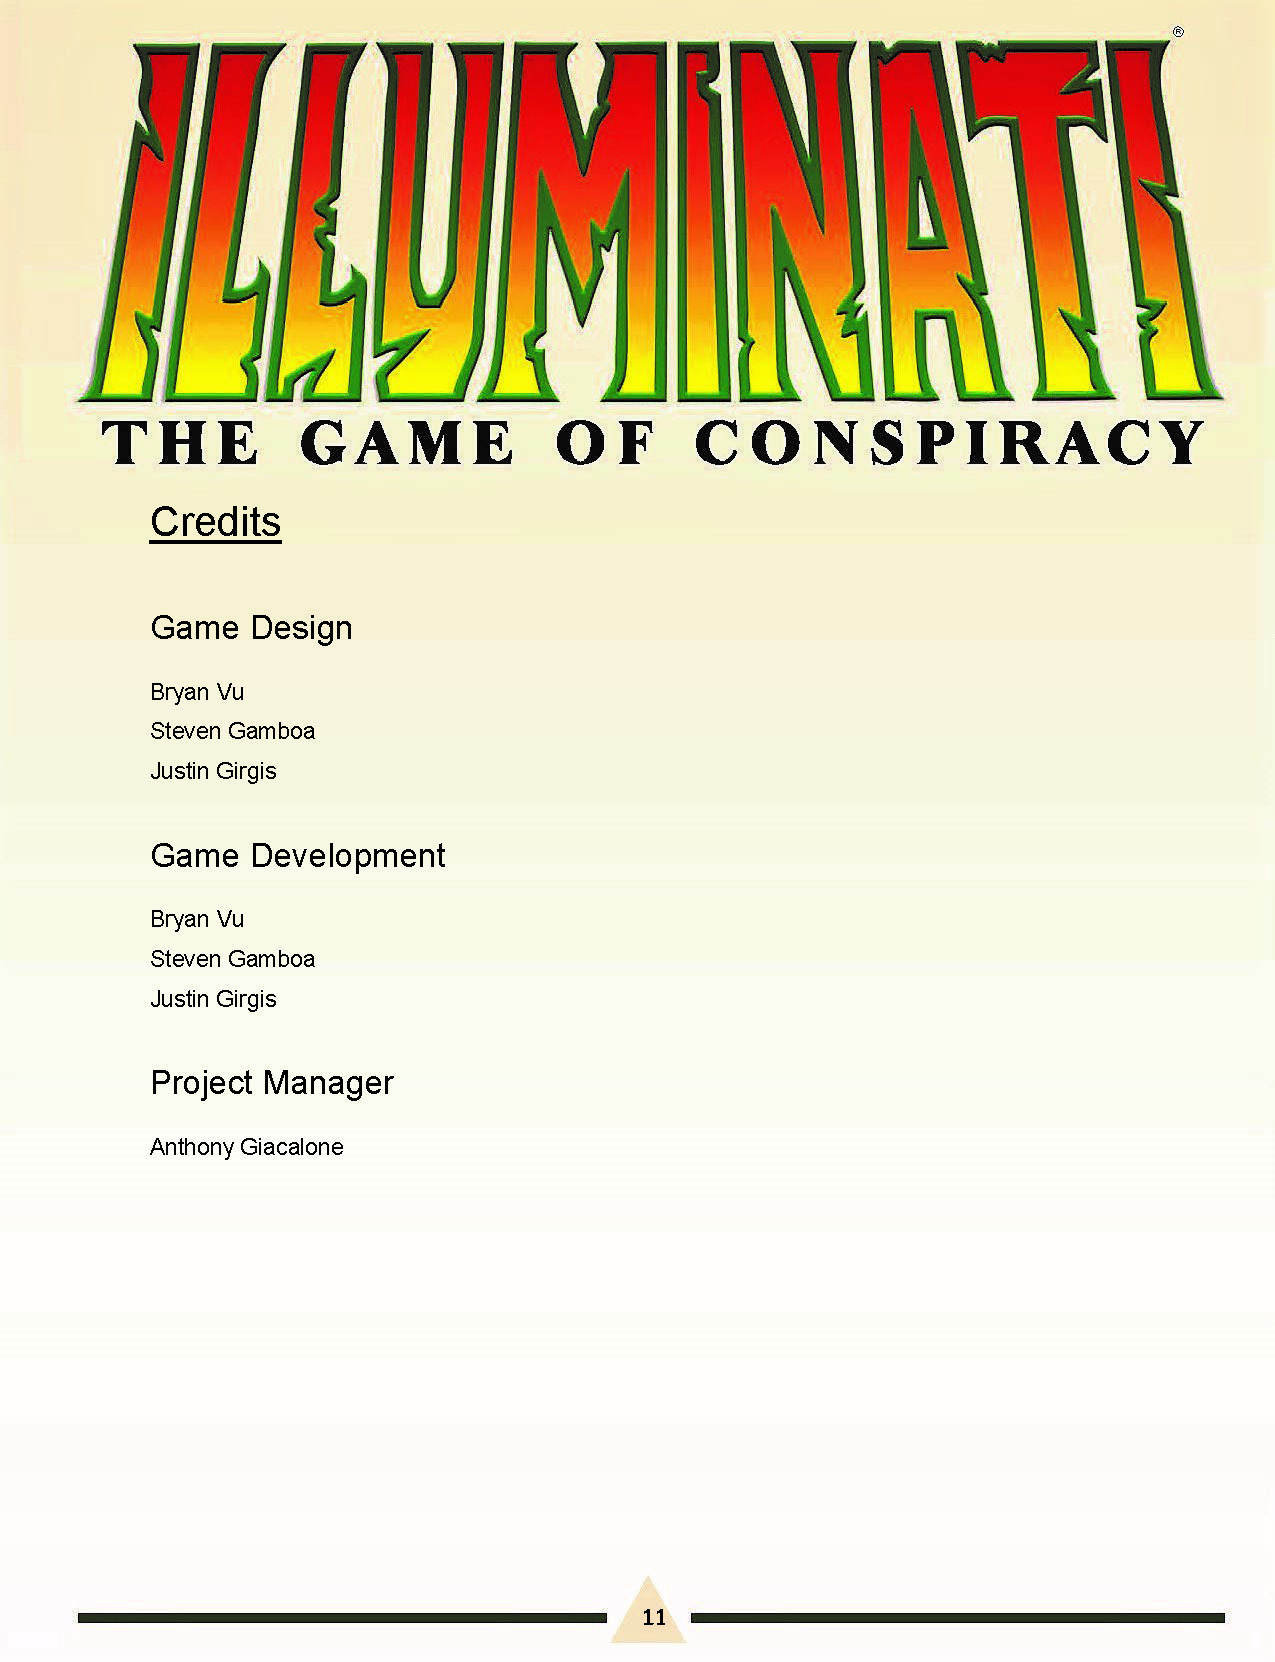 ILLUMINATI®
THE GAME OF CONSPIRACY
Credits
Game Design
Bryan Vu
Steven Gamboa
Justin Girgis
Game Development
Bryan Vu
Steven Gamboa
Justin Girgis
Project Manager
Anthony Giacalone
11